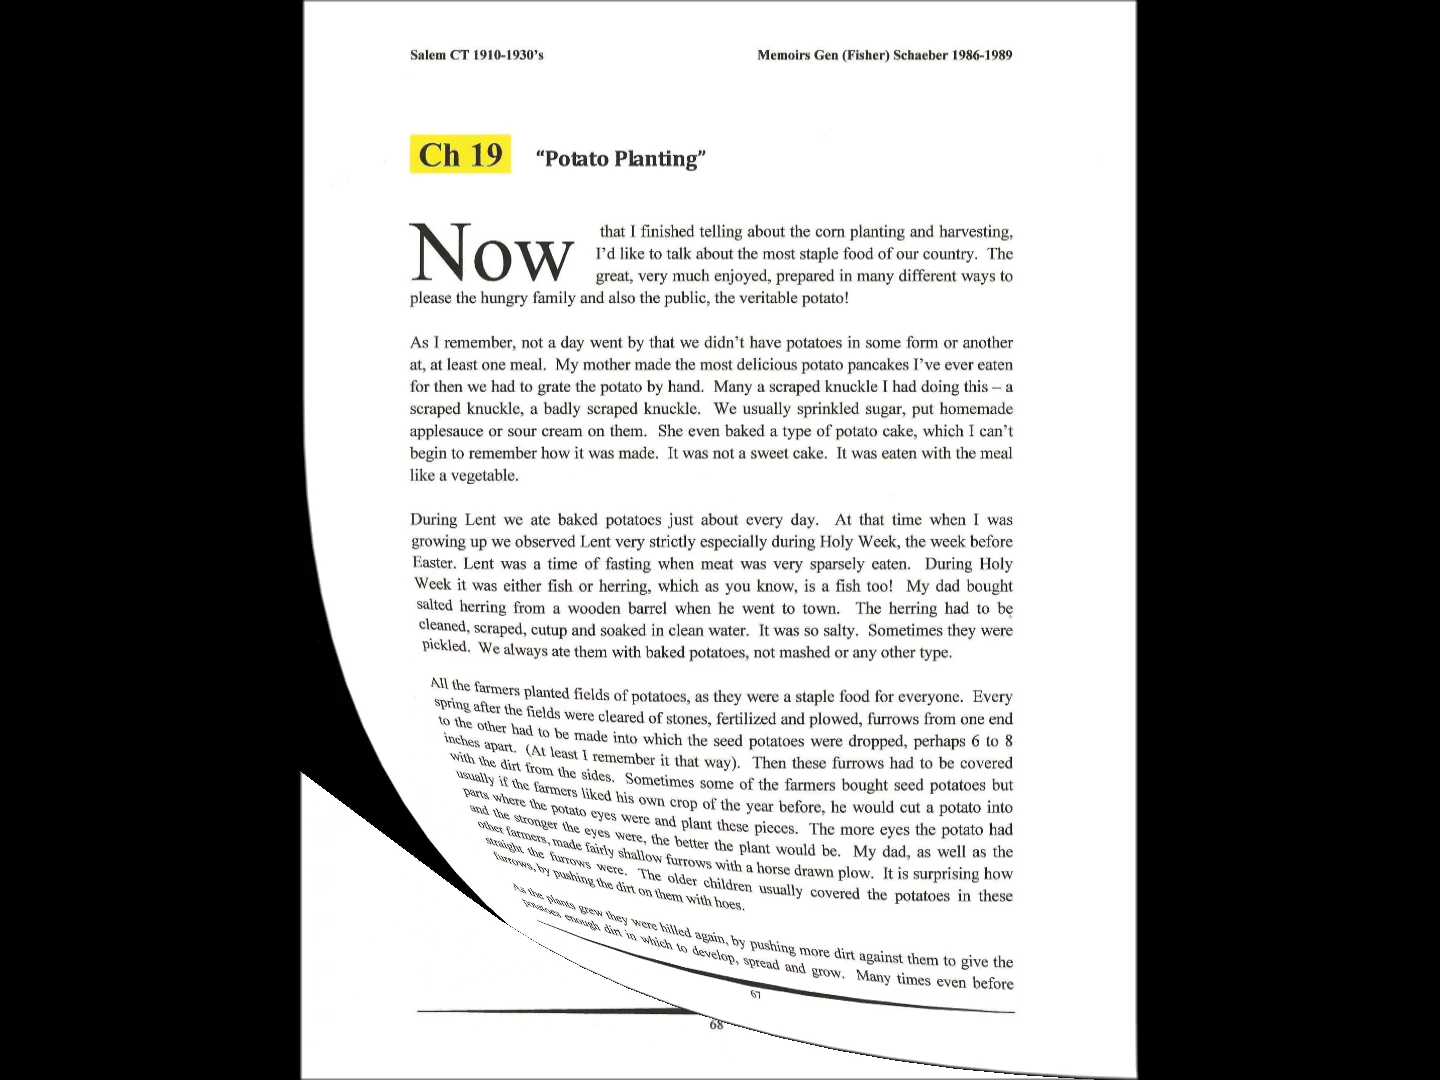 Salem CT 1910-1930's
Memoirs Gen (Fisher) Schaeber 1986-1989
Ch 19 “Potato Planting”
Now that I finished telling about the corn planting and harvesting,
I'd like to talk about the most staple food of our country. The
great, very much enjoyed, prepared in many different ways to
please the hungry family and also the public, the veritable potato!
As I remember, not a day went by that we didn't have potatoes in some form or another
at, at least one meal. My mother made the most delicious potato pancakes I've ever eaten
for then we had to grate the potato by hand. Many a scraped knuckle I had doing this – a
scraped knuckle, a badly scraped knuckle. We usually sprinkled sugar, put homemade
applesauce or sour cream on them. She even baked a type of potato cake, which I can't
begin to remember how it was made. It was not a sweet cake. It was eaten with the meal
like a vegetable.
During Lent we ate baked potatoes just about every day. At that time when I was
growing up we observed Lent very strictly especially during Holy Week, the week before
Easter. Lent was a time of fasting when meat was very sparsely eaten. During Holy
Week it was either fish or herring, which as you know, is a fish too! My dad bought
salted herring from a wooden barrel when he went to town. The herring had to be
cleaned, scraped, cutup and soaked in clean water. It was so salty. Sometimes they were
pickled. We always ate them with baked potatoes, not mashed or any other type.
All the farmers planted fields of potatoes, as they were a staple food for everyone. Every
spring after the fields were cleared of stones, fertilized and plowed, furrows from one end
to the other had to be made into which the seed potatoes were dropped, perhaps 6 to 8
inches apart. (At least I remember it that way). Then these furrows had to be covered
with the dirt from the sides. Sometimes some of the farmers bought seed potatoes but
usually if the farmers liked his own crop of the year before, he would cut a potato into
parts where the potato eyes were and plant these pieces. The more eyes the potato had
and the stronger the eyes were, the better the plant would be. My dad, as well as the
other farmers, made fairly shallow furrows with a horse drawn plow. It is surprising how
straight the furrows were. The older children usually covered the potatoes in these
furrows, by pushing the dirt on them with hoes.
As the plants grew they were hilled again, by pushing more dirt against them to give the
potatoes enough dirt in which to develop, spread and grow. Many times even before
67
68